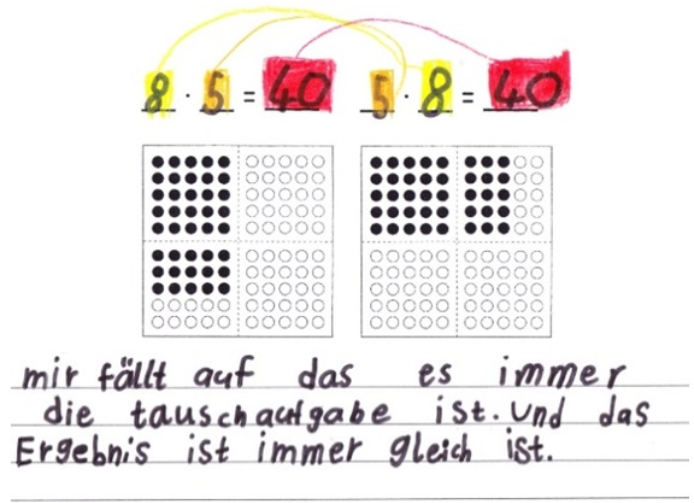 8 · 5 = 40 5 · 8 = 40
mir fällt auf das es immer
die tauschaufgabe ist. Und das
Ergebnis ist immer gleich ist.